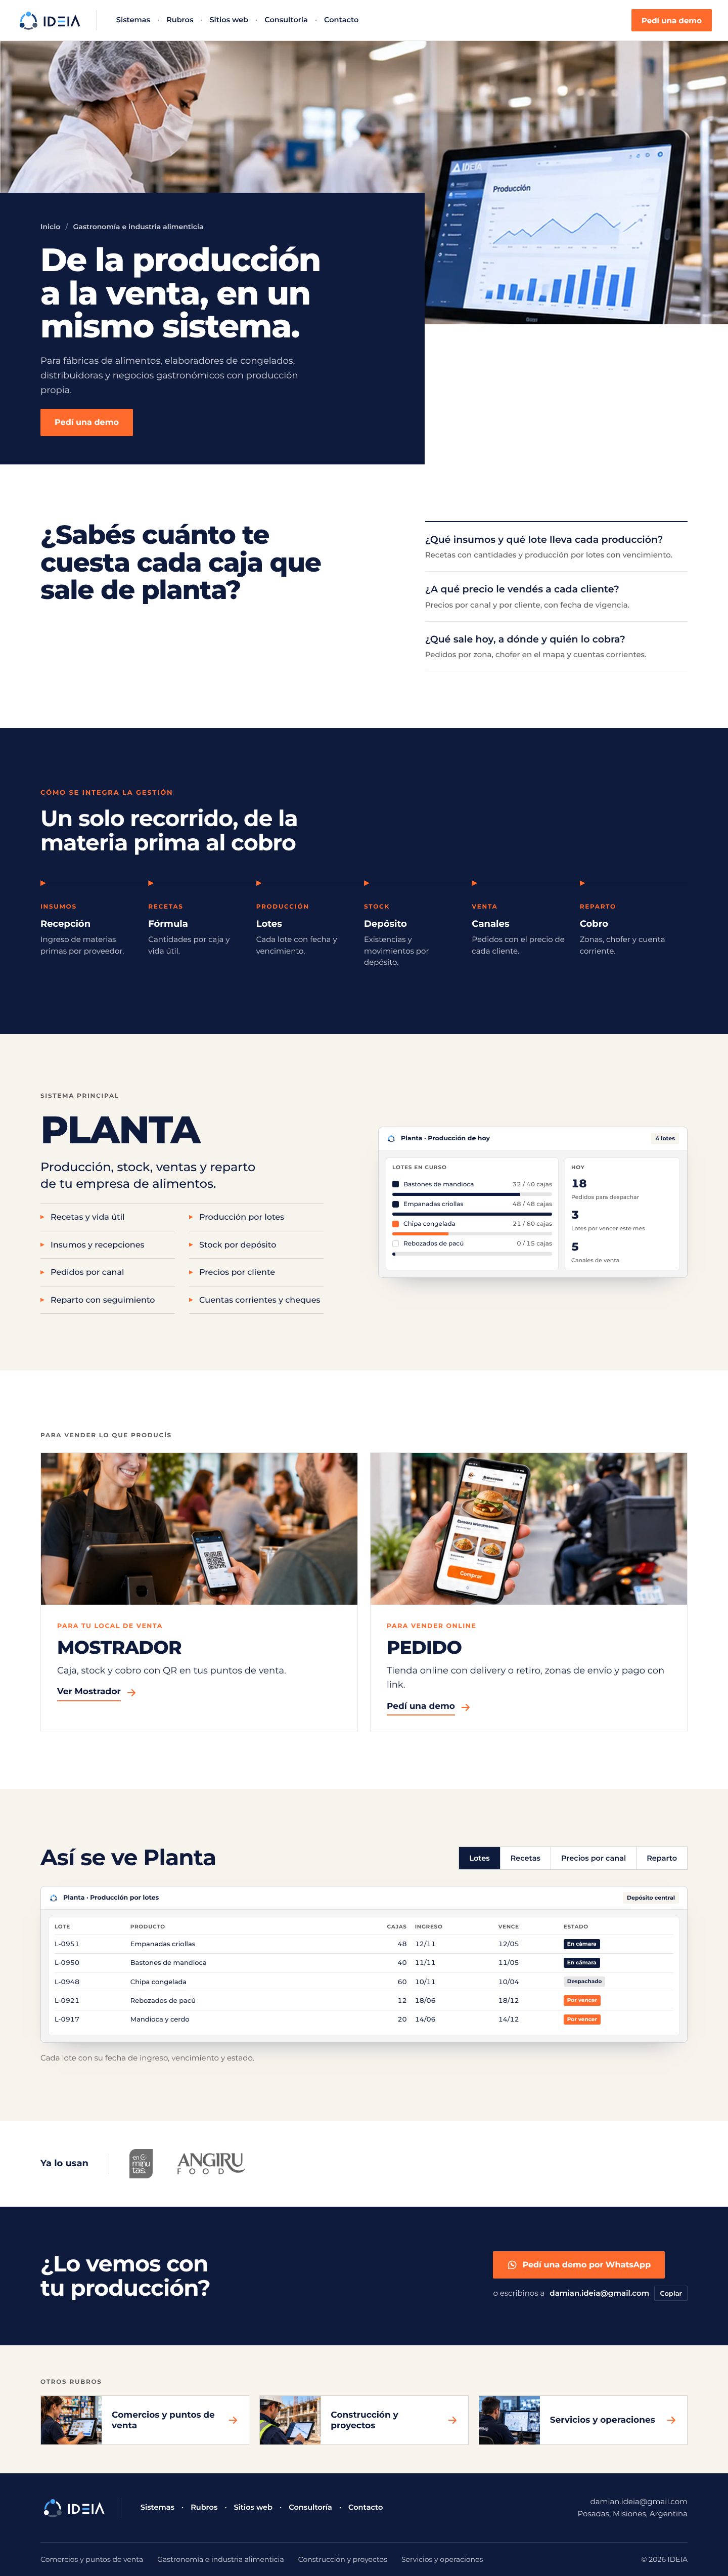 IDEIA
Sistemas · Rubros · Sitios web · Consultoría · Contacto
Pedí una demo
IDEIA
Producción
Inicio / Gastronomía e industria alimenticia
De la producción
a la venta, en un
mismo sistema.
Para fábricas de alimentos, elaboradores de congelados,
distribuidoras y negocios gastronómicos con producción
propia.
Pedí una demo
¿Sabés cuánto te
cuesta cada caja que
sale de planta?
¿Qué insumos y qué lote lleva cada producción?
Recetas con cantidades y producción por lotes con vencimiento.
¿A qué precio le vendés a cada cliente?
Precios por canal y por cliente, con fecha de vigencia.
¿Qué sale hoy, a dónde y quién lo cobra?
Pedidos por zona, chofer en el mapa y cuentas corrientes.
CÓMO SE INTEGRA LA GESTIÓN
Un solo recorrido, de la
materia prima al cobro
INSUMOS
Recepción
Ingreso de materias
primas por proveedor.
RECETAS
Fórmula
Cantidades por caja y
vida útil.
PRODUCCIÓN
Lotes
Cada lote con fecha y
vencimiento.
STOCK
Depósito
Existencias y
movimientos por
depósito.
VENTA
Canales
Pedidos con el precio de
cada cliente.
REPARTO
Cobro
Zonas, chofer y cuenta
corriente.
SISTEMA PRINCIPAL
PLANTA
Producción, stock, ventas y reparto
de tu empresa de alimentos.
Recetas y vida útil
Producción por lotes
Insumos y recepciones
Stock por depósito
Pedidos por canal
Precios por cliente
Reparto con seguimiento
Cuentas corrientes y cheques
Planta · Producción de hoy
4 lotes
LOTES EN CURSO
Bastones de mandioca 32 / 40 cajas
Empanadas criollas 48 / 48 cajas
Chipa congelada 21 / 60 cajas
Rebozados de pacú 0 / 15 cajas
HOY
18
Pedidos para despachar
3
Lotes por vencer este mes
5
Canales de venta
PARA VENDER LO QUE PRODUCÍS
Comprar
PARA TU LOCAL DE VENTA
MOSTRADOR
Caja, stock y cobro con QR en tus puntos de venta.
Ver Mostrador →
PARA VENDER ONLINE
PEDIDO
Tienda online con delivery o retiro, zonas de envío y pago con
link.
Pedí una demo →
Así se ve Planta
Lotes Recetas Precios por canal Reparto
Planta · Producción por lotes
Depósito central
LOTE PRODUCTO CAJAS INGRESO VENCE ESTADO
L-0951 Empanadas criollas 48 12/11 12/05 En cámara
L-0950 Bastones de mandioca 40 11/11 11/05 En cámara
L-0948 Chipa congelada 60 10/11 10/04 Despachado
L-0921 Rebozados de pacú 12 18/06 18/12 Por vencer
L-0917 Mandioca y cerdo 20 14/06 14/12 Por vencer
Cada lote con su fecha de ingreso, vencimiento y estado.
Ya lo usan
en
minu
tas.
ANGIRU
FOOD
¿Lo vemos con
tu producción?
Pedí una demo por WhatsApp
o escribinos a damian.ideia@gmail.com Copiar
OTROS RUBROS
Comercios y puntos de
venta
Construcción y
proyectos
Servicios y operaciones
IDEIA
Sistemas · Rubros · Sitios web · Consultoría · Contacto
damian.ideia@gmail.com
Posadas, Misiones, Argentina
Comercios y puntos de venta Gastronomía e industria alimenticia Construcción y proyectos Servicios y operaciones
© 2026 IDEIA